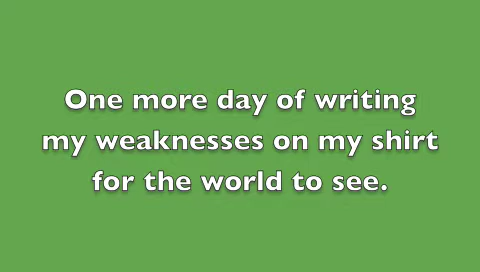 One more day of writing
my weaknesses on my shirt
for the world to see.